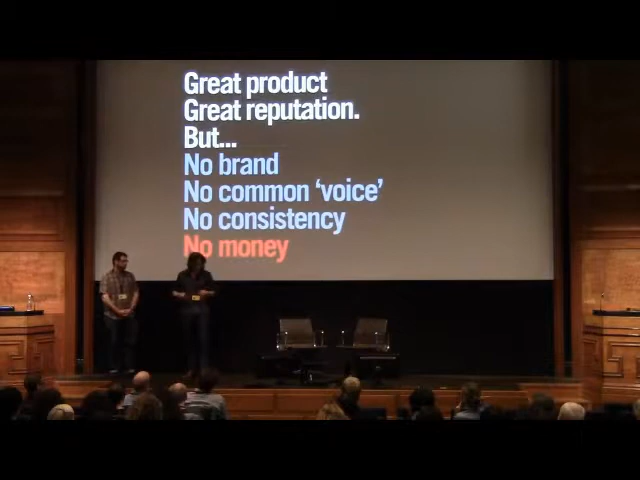 Great product
Great reputation.
But...
No brand
No common ‘voice’
No consistency
No money